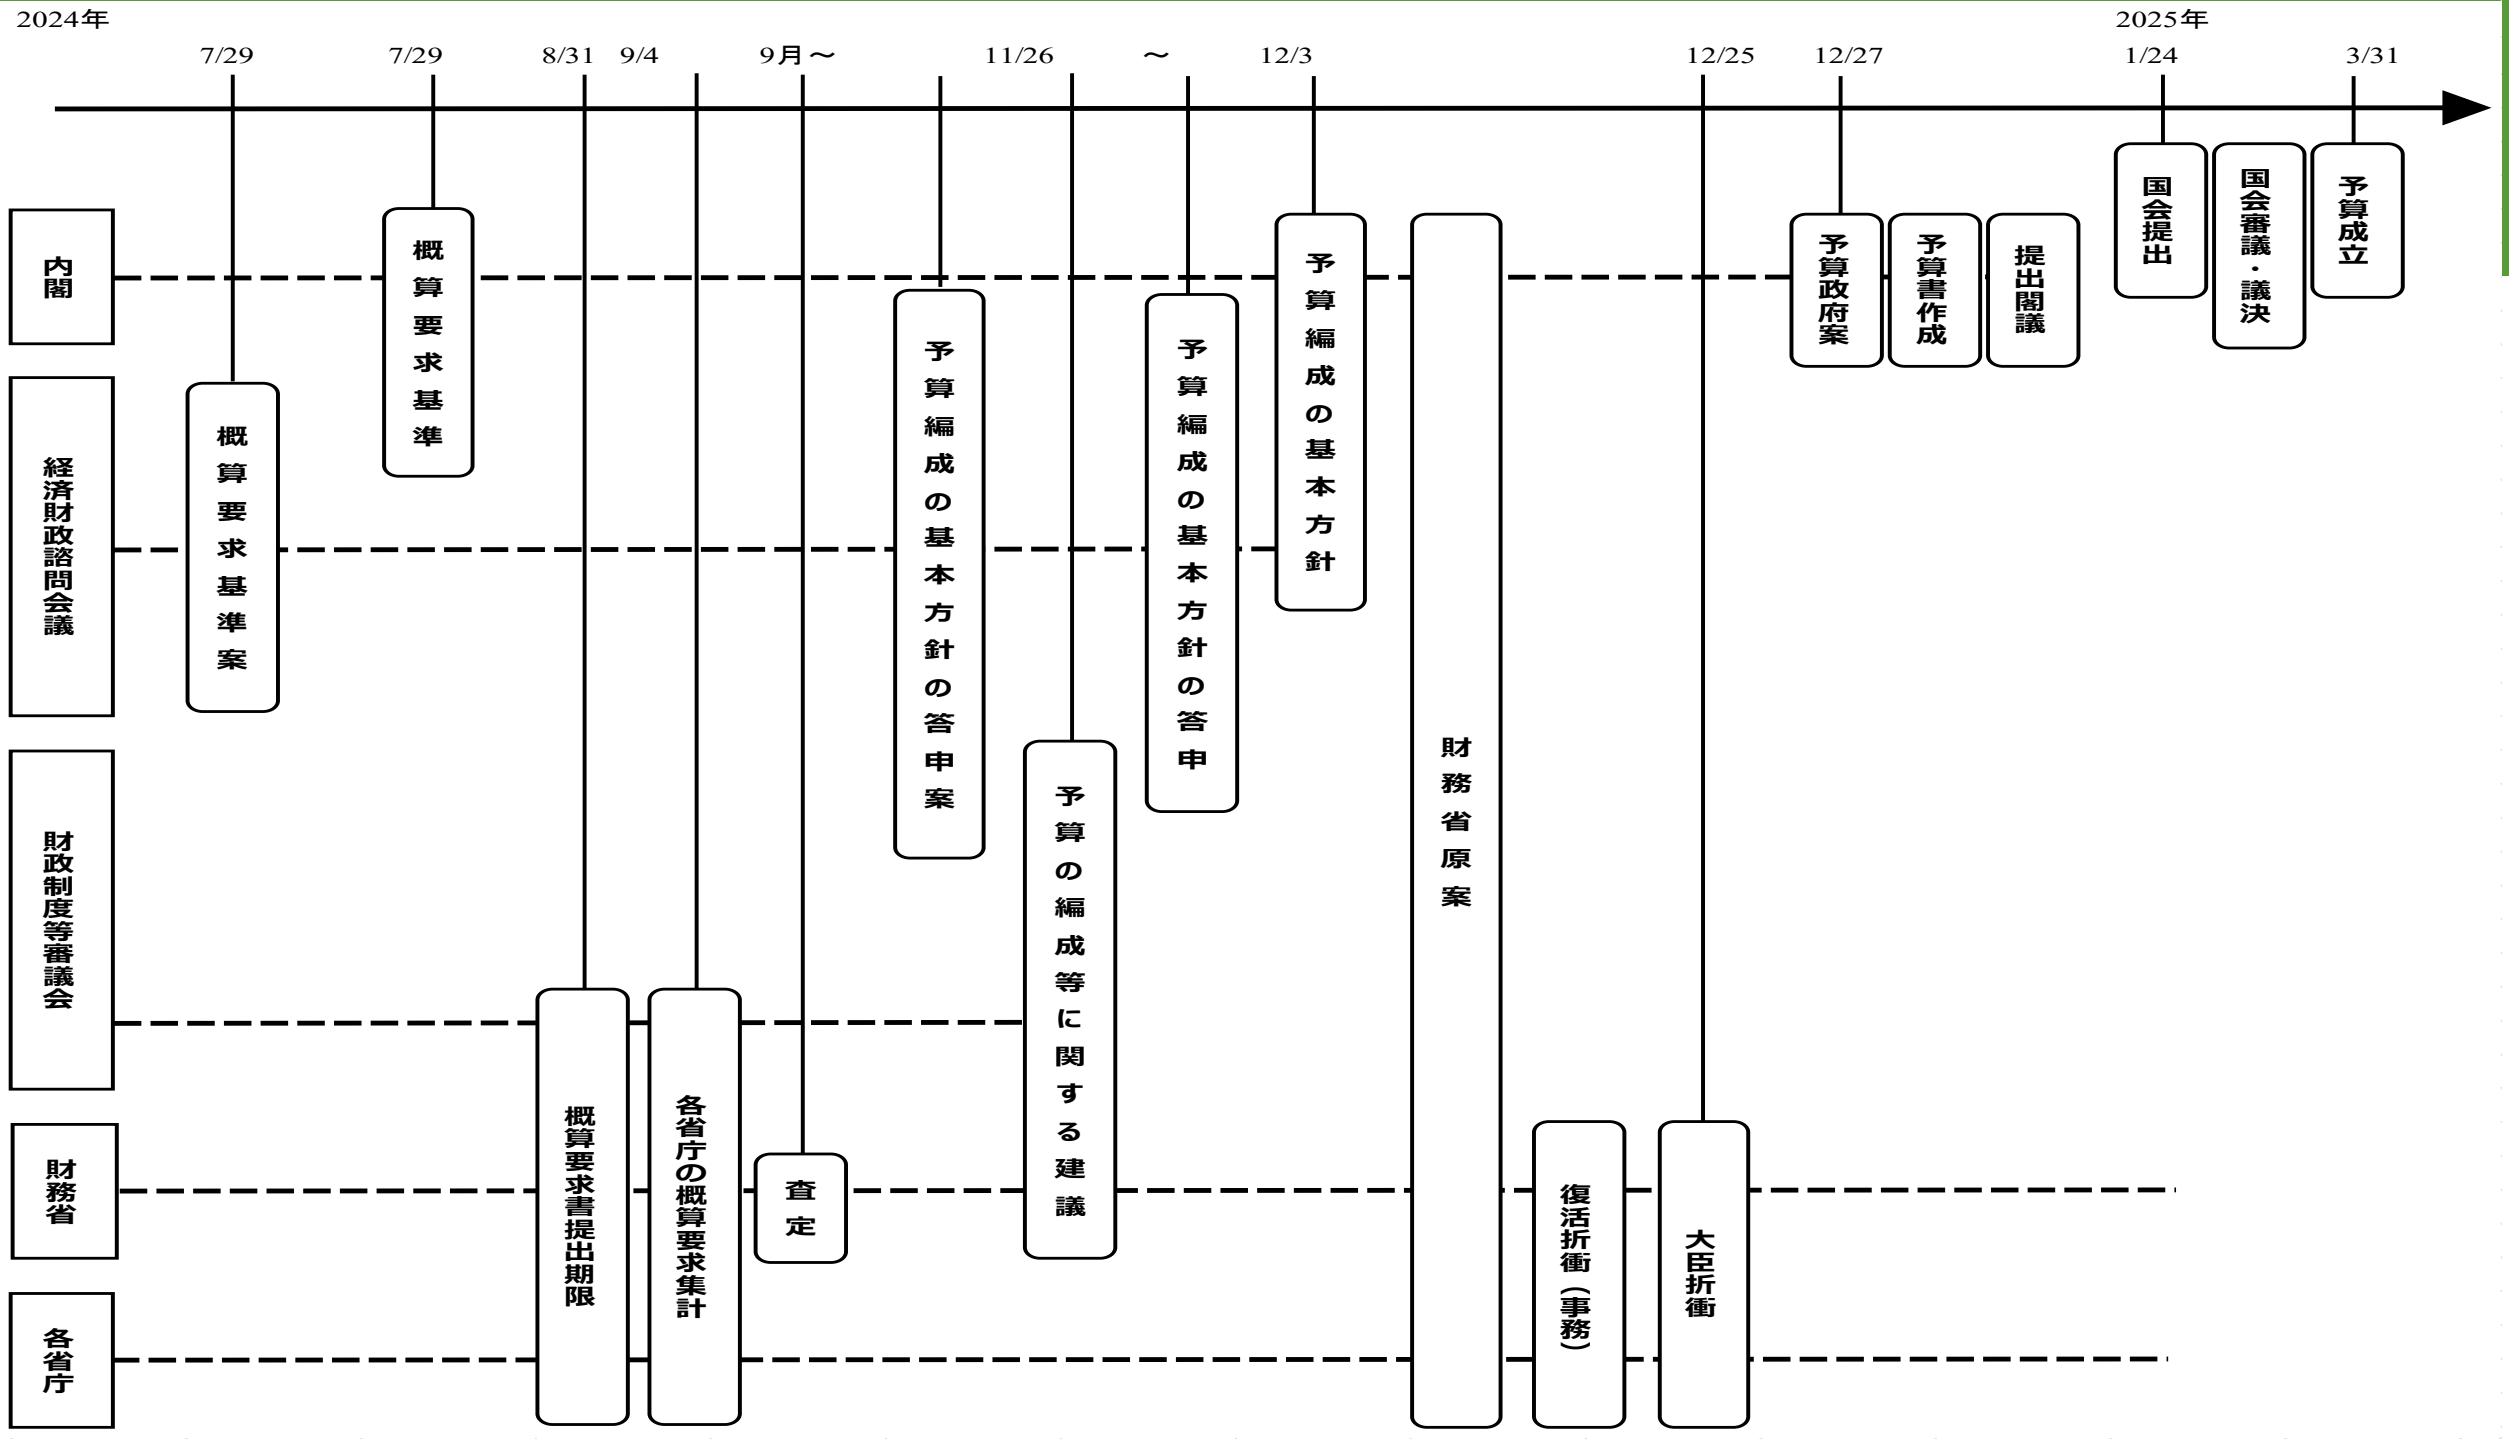 2024年
2025年
7/29
7/29
8/31
9/4
9月～
11/26
～
12/3
12/25
12/27
1/24
3/31
内閣
経済財政諮問会議
財政制度等審議会
財務省
各省庁
概算要求基準案
概算要求基準
概算要求書提出期限
各省庁の概算要求集計
査定
予算編成の基本方針の答申案
予算の編成等に関する建議
予算編成の基本方針の答申
予算編成の基本方針
財務省原案
復活折衝（事務）
大臣折衝
予算政府案
予算書作成
提出閣議
国会提出
国会審議・議決
予算成立